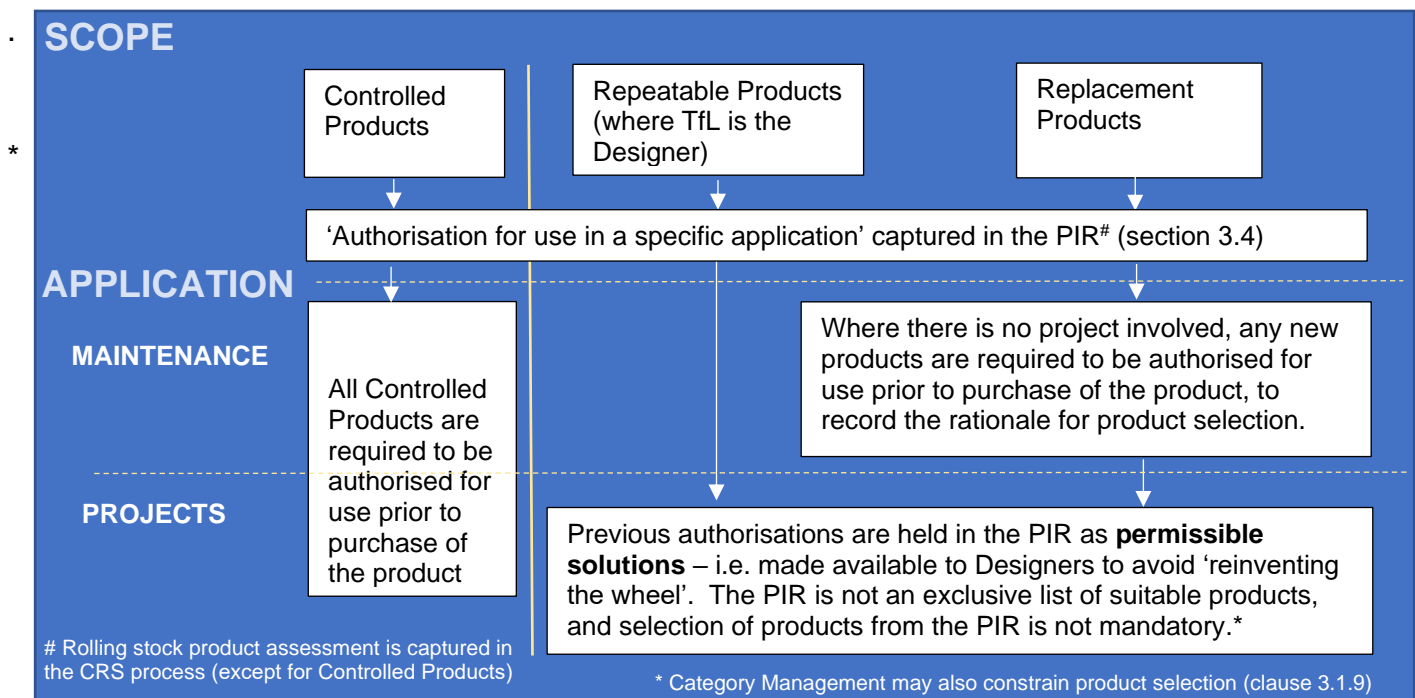 .
*
SCOPE
Controlled
Products
Repeatable Products
(where TfL is the
Designer)
Replacement
Products
‘Authorisation for use in a specific application’ captured in the PIR# (section 3.4)
APPLICATION
MAINTENANCE
All Controlled
Products are
required to be
authorised for
use prior to
purchase of
the product
Where there is no project involved, any new
products are required to be authorised for
use prior to purchase of the product, to
record the rationale for product selection.
PROJECTS
Previous authorisations are held in the PIR as permissible
solutions – i.e. made available to Designers to avoid ‘reinventing
the wheel’.  The PIR is not an exclusive list of suitable products,
and selection of products from the PIR is not mandatory.*
# Rolling stock product assessment is captured in
the CRS process (except for Controlled Products)
* Category Management may also constrain product selection (clause 3.1.9)